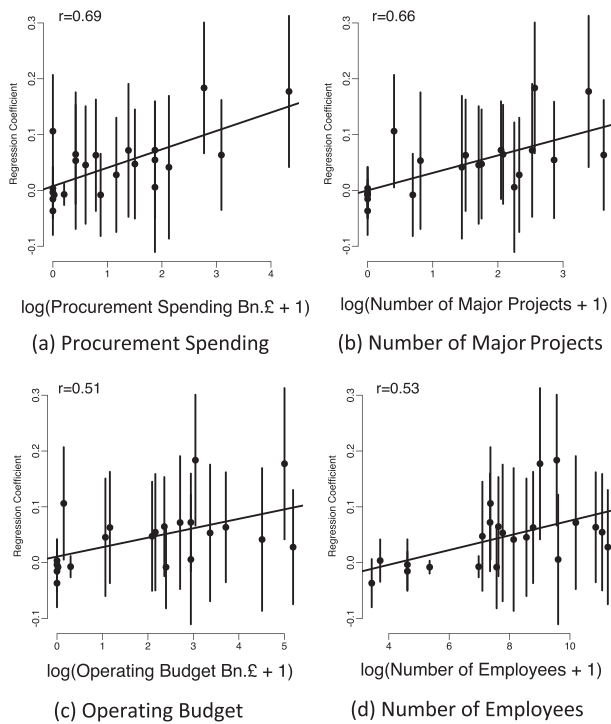 r=0.69
Regression Coefficient
-0.1 0.0 0.1 0.2 0.3
0 1 2 3 4
log(Procurement Spending Bn.£ + 1)
(a) Procurement Spending
r=0.66
Regression Coefficient
-0.1 0.0 0.1 0.2 0.3
0 1 2 3
log(Number of Major Projects + 1)
(b) Number of Major Projects
r=0.51
Regression Coefficient
-0.1 0.0 0.1 0.2 0.3
0 1 2 3 4 5
log(Operating Budget Bn.£ + 1)
(c) Operating Budget
r=0.53
Regression Coefficient
-0.1 0.0 0.1 0.2 0.3
4 6 8 10
log(Number of Employees + 1)
(d) Number of Employees